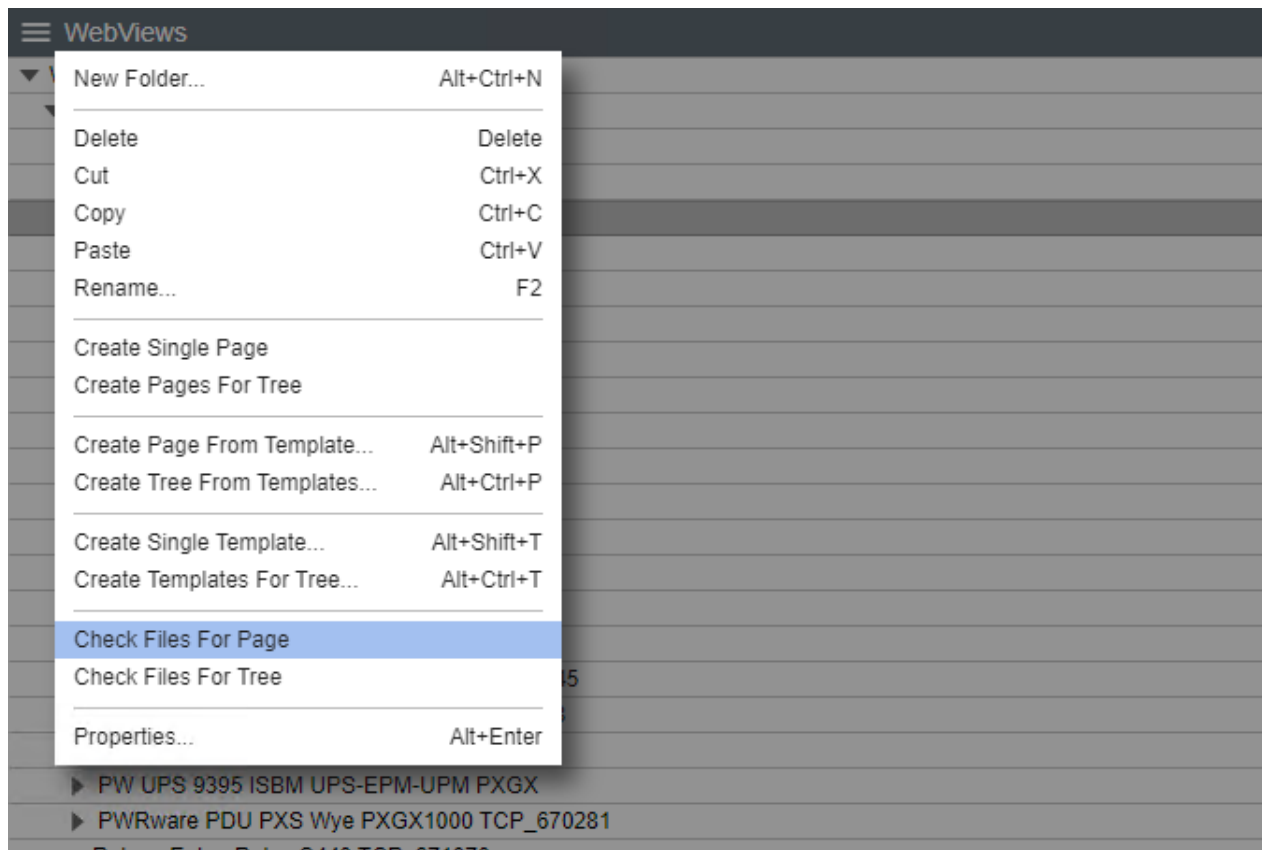 WebViews
New Folder... Alt+Ctrl+N
Delete Delete
Cut Ctrl+X
Copy Ctrl+C
Paste Ctrl+V
Rename... F2
Create Single Page
Create Pages For Tree
Create Page From Template... Alt+Shift+P
Create Tree From Templates... Alt+Ctrl+P
Create Single Template... Alt+Shift+T
Create Templates For Tree... Alt+Ctrl+T
Check Files For Page
Check Files For Tree
Properties... Alt+Enter
PW UPS 9395 ISBM UPS-EPM-UPM PXGX
PWRware PDU PXS Wye PXGX1000 TCP_670281